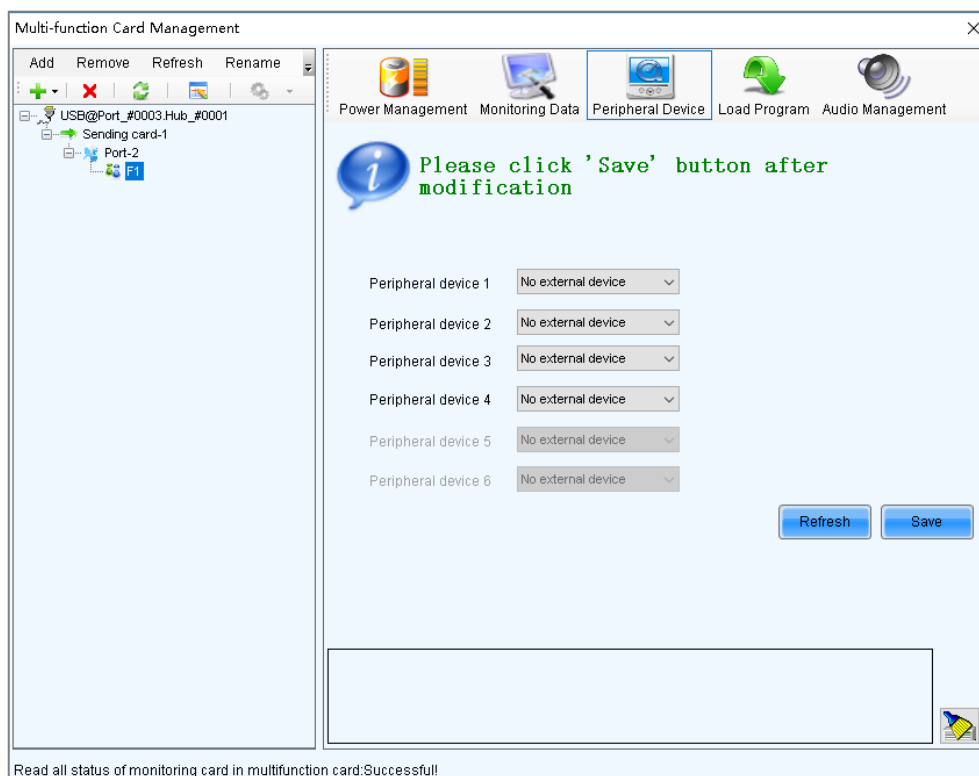 Multi-function Card Management
Add Remove Refresh Rename
USB@Port_#0003.Hub_#0001
Sending card-1
Port-2
F1
Power Management Monitoring Data Peripheral Device Load Program Audio Management
Please click 'Save' button after
modification
Peripheral device 1 No external device
Peripheral device 2 No external device
Peripheral device 3 No external device
Peripheral device 4 No external device
Peripheral device 5 No external device
Peripheral device 6 No external device
Refresh Save
Read all status of monitoring card in multifunction card:Successful!